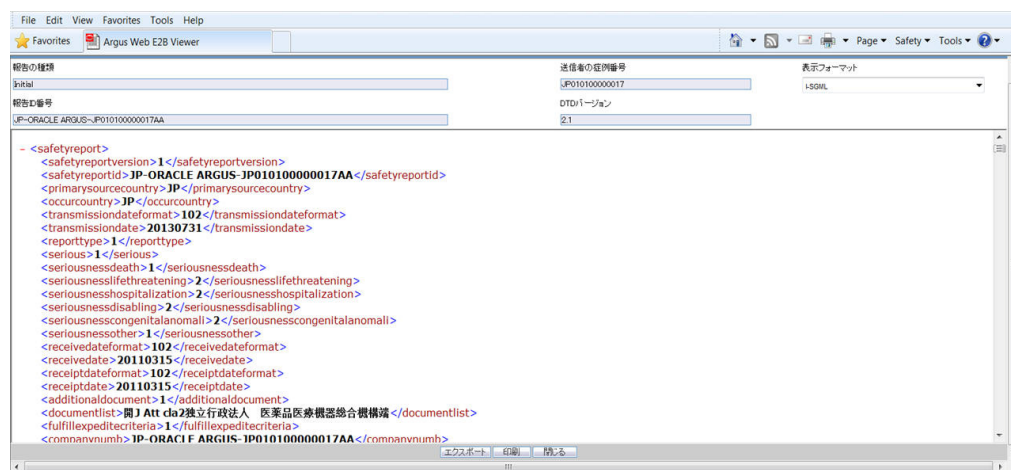 File Edit View Favorites Tools Help
Favorites Argus Web E2B Viewer Page Safety Tools
報告の種類 送信者の症例番号 表示フォーマット
Initial JP010100000017 I-SGML
報告ID番号 DTDバージョン
JP-ORACLE ARGUS-JP010100000017AA 2.1
- <safetyreport>
<safetyreportversion>1</safetyreportversion>
<safetyreportid>JP-ORACLE ARGUS-JP010100000017AA</safetyreportid>
<primarysourcecountry>JP</primarysourcecountry>
<occurcountry>JP</occurcountry>
<transmissiondateformat>102</transmissiondateformat>
<transmissiondate>20130731</transmissiondate>
<reporttype>1</reporttype>
<serious>1</serious>
<seriousnessdeath>1</seriousnessdeath>
<seriousnesslifethreatening>2</seriousnesslifethreatening>
<seriousnesshospitalization>2</seriousnesshospitalization>
<seriousnessdisabling>2</seriousnessdisabling>
<seriousnesscongenitalanomali>2</seriousnesscongenitalanomali>
<seriousnessother>1</seriousnessother>
<receivedateformat>102</receivedateformat>
<receivedate>20110315</receivedate>
<receiptdateformat>102</receiptdateformat>
<receiptdate>20110315</receiptdate>
<additionaldocument>1</additionaldocument>
<documentlist>開J Att cla2独立行政法人 医薬品医療機器総合機構端</documentlist>
<fulfillexpeditecriteria>1</fulfillexpeditecriteria>
<companynumb>JP-ORACLE ARGUS-JP010100000017AA</companynumb>
エクスポート 印刷 閉じる